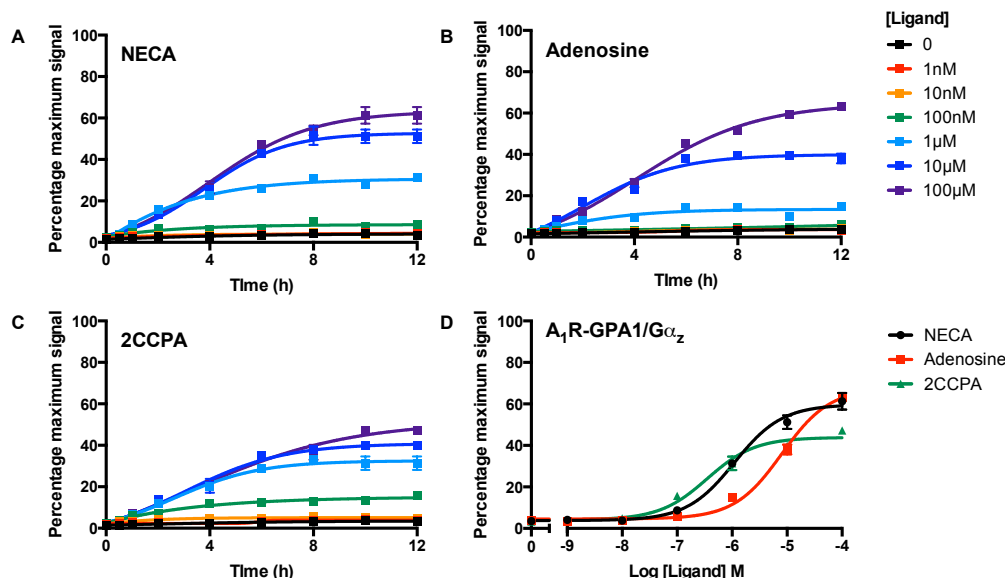 A
NECA
Percentage maximum signal
100
80
60
40
20
0
0 4 8 12
TIme (h)
B
Adenosine
Percentage maximum signal
100
80
60
40
20
0
0 4 8 12
TIme (h)
[Ligand]
0
1nM
10nM
100nM
1µM
10µM
100µM
C
2CCPA
Percentage maximum signal
100
80
60
40
20
0
0 4 8 12
TIme (h)
D
A₁R-GPA1/Gα_z
Percentage maximum signal
100
80
60
40
20
0
0 -9 -8 -7 -6 -5 -4
Log [Ligand] M
NECA
Adenosine
2CCPA